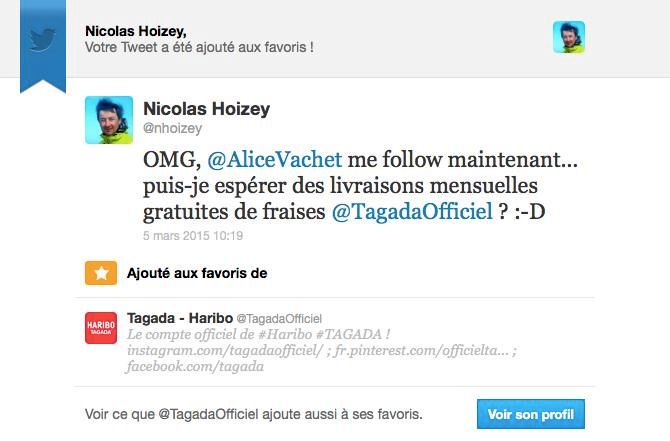 Nicolas Hoizey,
Votre Tweet a été ajouté aux favoris !
Nicolas Hoizey
@nhoizey
OMG, @AliceVachet me follow maintenant...
puis-je espérer des livraisons mensuelles
gratuites de fraises @TagadaOfficiel ? :-D
5 mars 2015 10:19
Ajouté aux favoris de
HARIBO
TAGADA
Tagada - Haribo @TagadaOfficiel
Le compte officiel de #Haribo #TAGADA !
instagram.com/tagadaofficiel/ ; fr.pinterest.com/officielta... ;
facebook.com/tagada
Voir ce que @TagadaOfficiel ajoute aussi à ses favoris.
Voir son profil